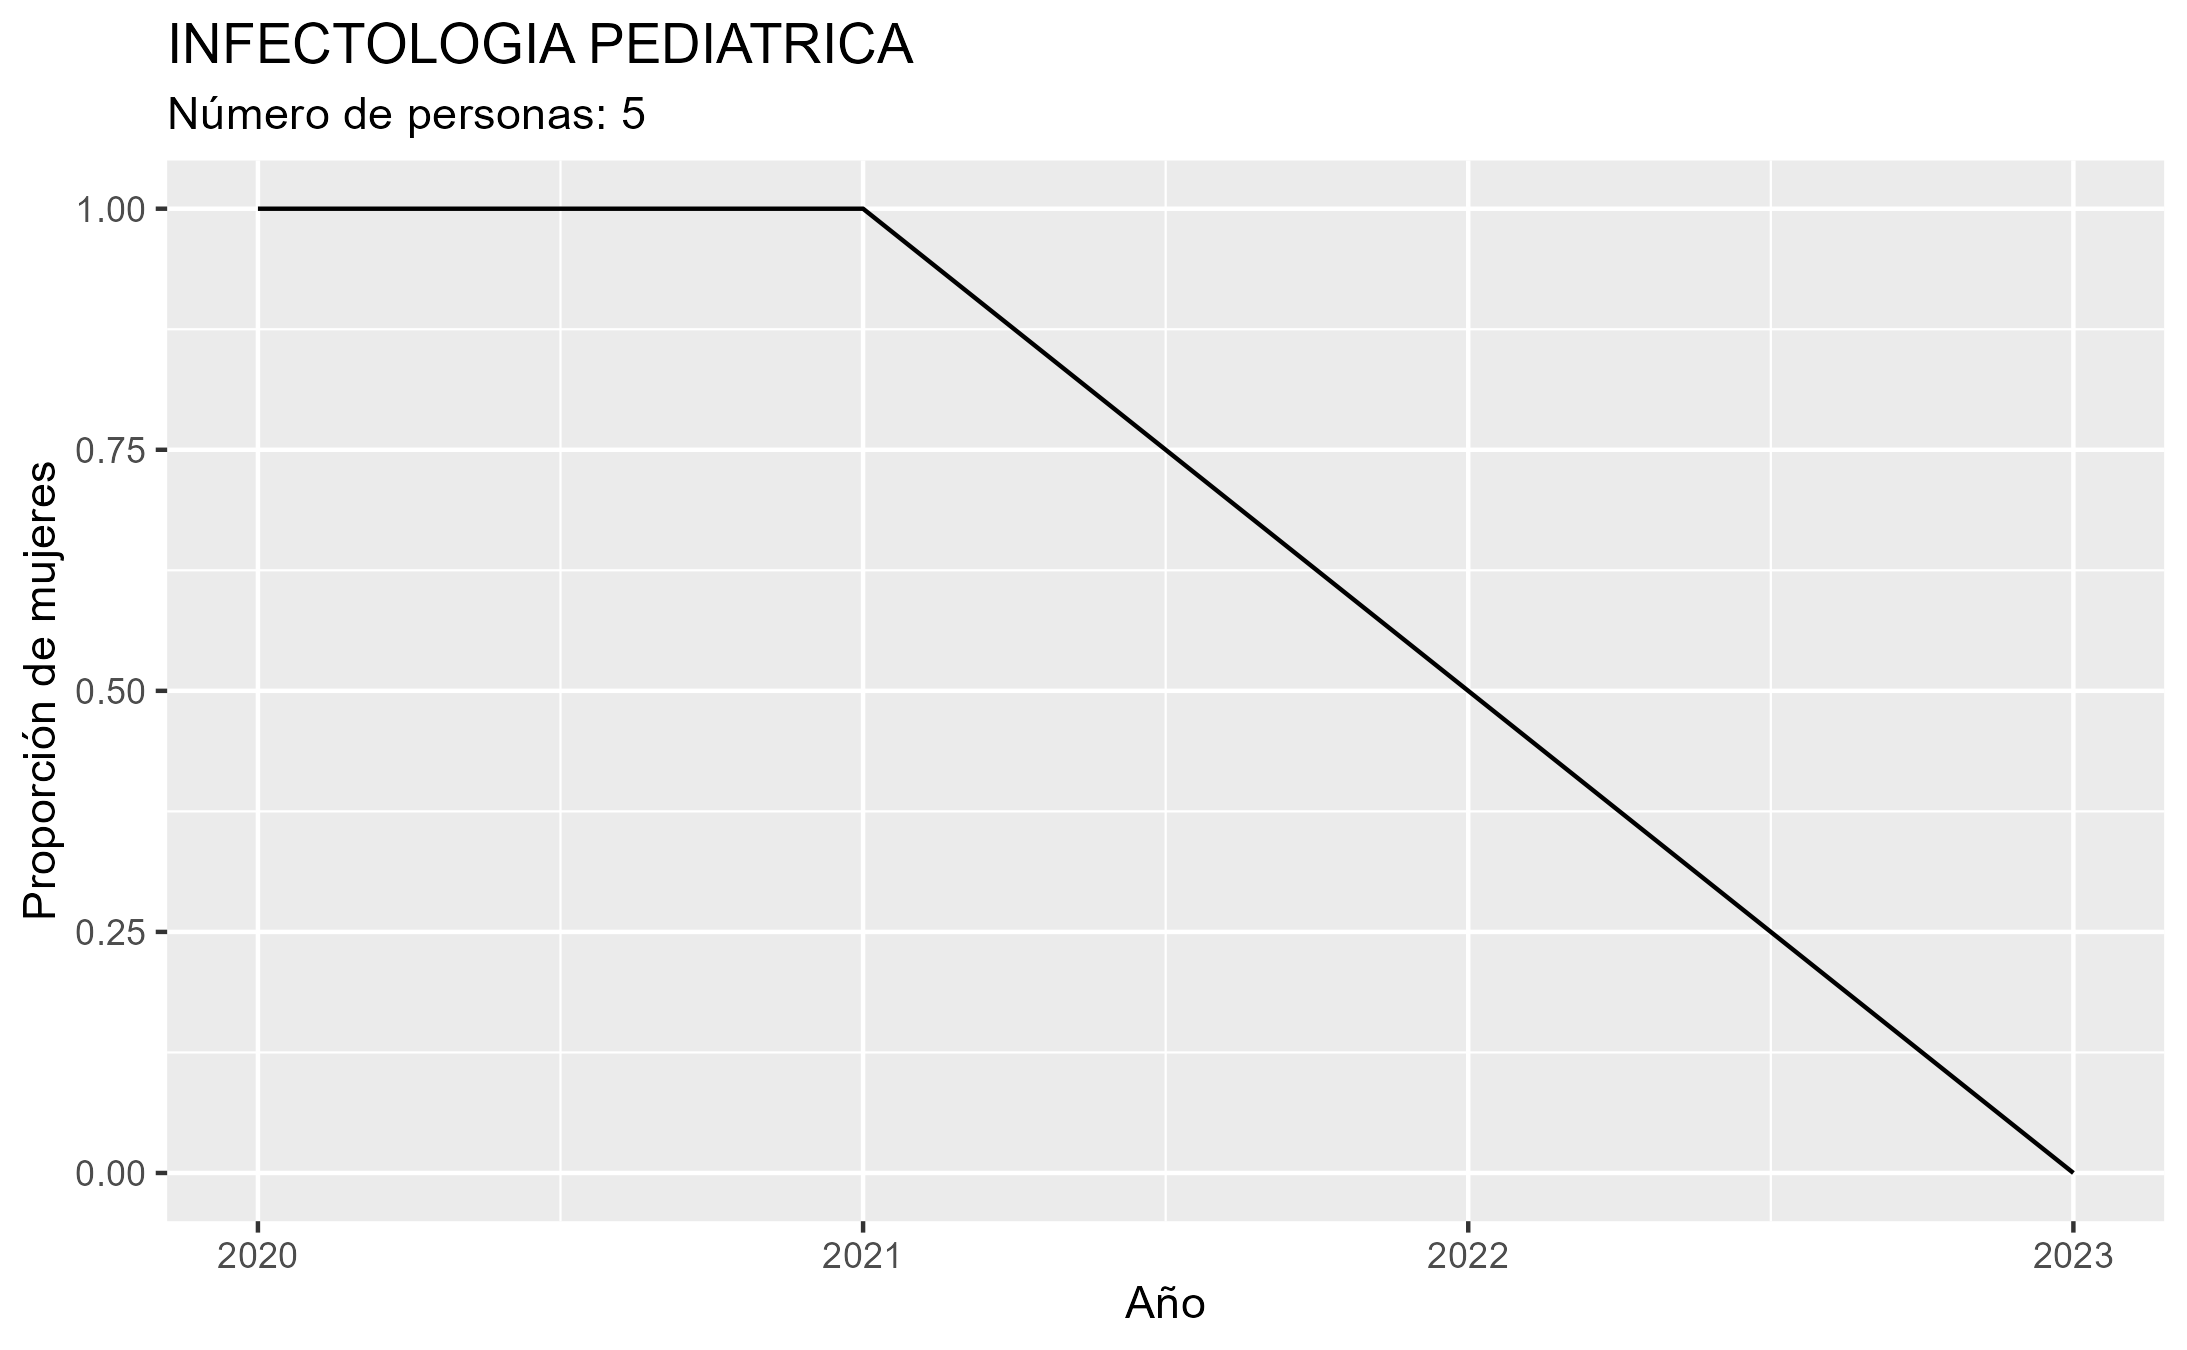 INFECTOLOGIA PEDIATRICA
Número de personas: 5
Proporción de mujeres
1.00
0.75
0.50
0.25
0.00
2020
2021
2022
2023
Año